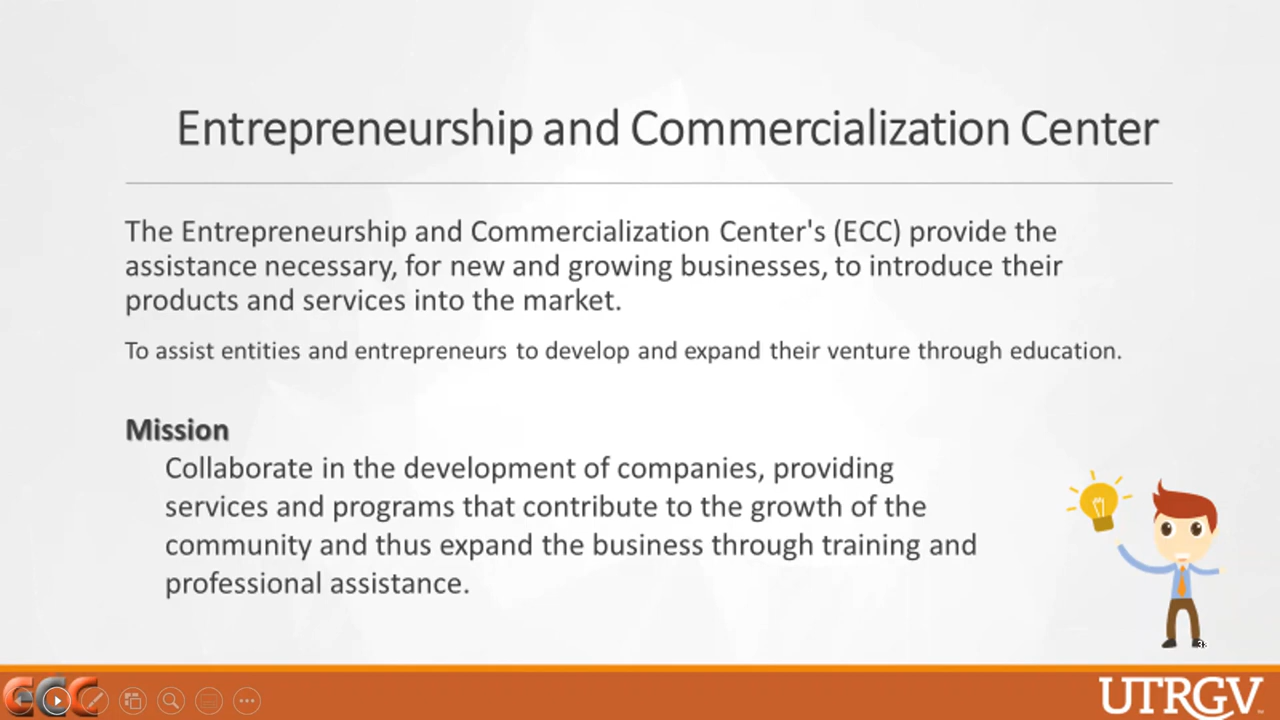 Entrepreneurship and Commercialization Center
The Entrepreneurship and Commercialization Center's (ECC) provide the
assistance necessary, for new and growing businesses, to introduce their
products and services into the market.
To assist entities and entrepreneurs to develop and expand their venture through education.
Mission
Collaborate in the development of companies, providing
services and programs that contribute to the growth of the
community and thus expand the business through training and
professional assistance.
UTRGV